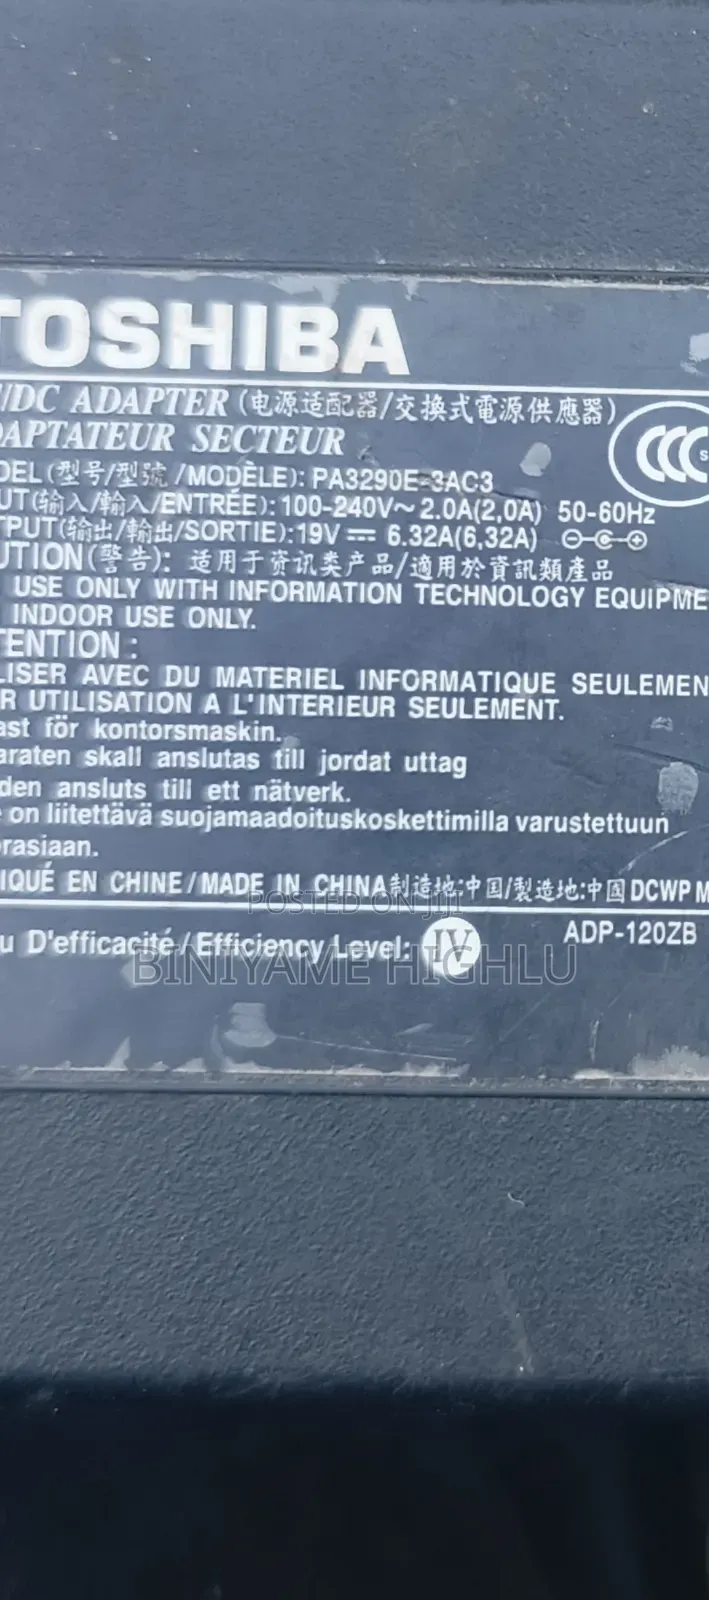 TOSHIBA
/DC ADAPTER (电源适配器/交換式電源供應器)
DAPTATEUR SECTEUR
DEL(型号/型號 /MODÈLE): PA3290E-3AC3
UT(输入/輸入/ENTRÉE):100-240V~ 2.0A(2,0A) 50-60Hz
TPUT(输出/輸出/SORTIE):19V 6.32A(6,32A)
UTION(警告): 适用于资讯类产品/適用於資訊類產品
USE ONLY WITH INFORMATION TECHNOLOGY EQUIPME
INDOOR USE ONLY.
TENTION :
LISER AVEC DU MATERIEL INFORMATIQUE SEULEMEN
R UTILISATION A L'INTERIEUR SEULEMENT.
ast för kontorsmaskin.
araten skall anslutas till jordat uttag
den ansluts till ett nätverk.
e on liitettävä suojamaadoituskoskettimilla varustettuun
rasiaan.
IQUÉ EN CHINE/MADE IN CHINA制造地:中国/製造地:中國 DCWP M
POSTED ON JIJI
u D'efficacité/Efficiency Level: IV ADP-120ZB
BINIYAME HIGHLU